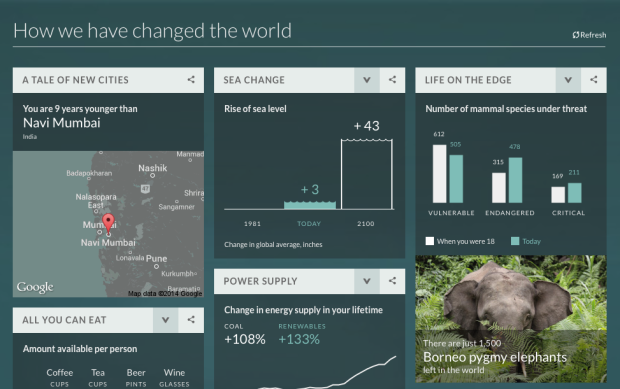 How we have changed the world
Refresh
A TALE OF NEW CITIES
You are 9 years younger than
Navi Mumbai
India
Manmad
Badapokharan
Nashik
Nalasopara
East
Shrira
Sangamner
Mumbai
Navi Mumbai
Lonavala
Pune
Kurkumbh
Baramati
Google
Map data ©2014 Google
ALL YOU CAN EAT
Amount available per person
Coffee Tea Beer Wine
CUPS CUPS PINTS GLASSES
SEA CHANGE
Rise of sea level
+ 43
+ 3
1981 TODAY 2100
Change in global average, inches
POWER SUPPLY
Change in energy supply in your lifetime
COAL RENEWABLES
+108% +133%
LIFE ON THE EDGE
Number of mammal species under threat
612 505 315 478 169 211
VULNERABLE ENDANGERED CRITICAL
When you were 18 Today
There are just 1,500
Borneo pygmy elephants
left in the world